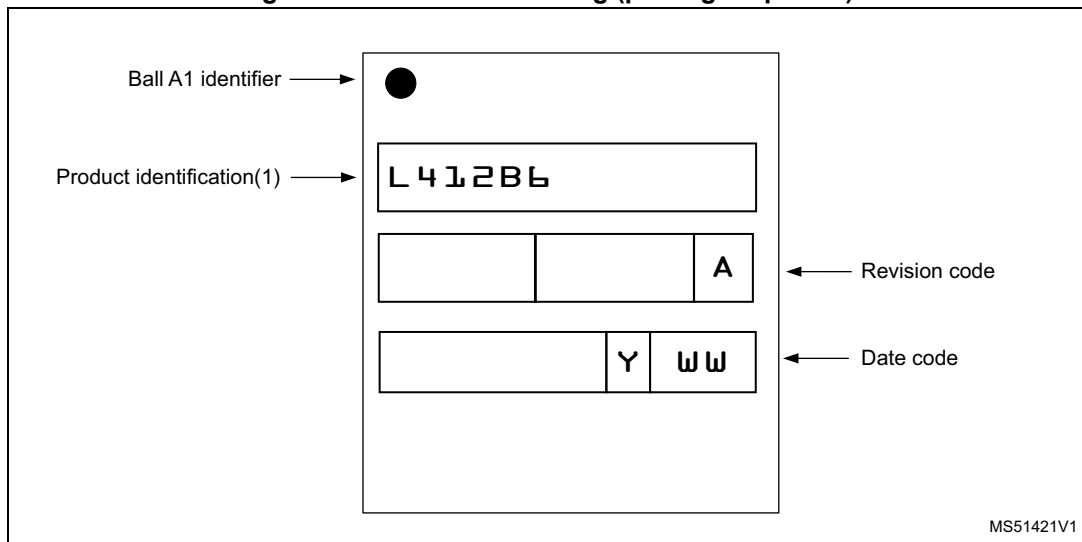 Ball A1 identifier
Product identification(1)
L412B6
A
Revision code
Y WW
Date code
MS51421V1